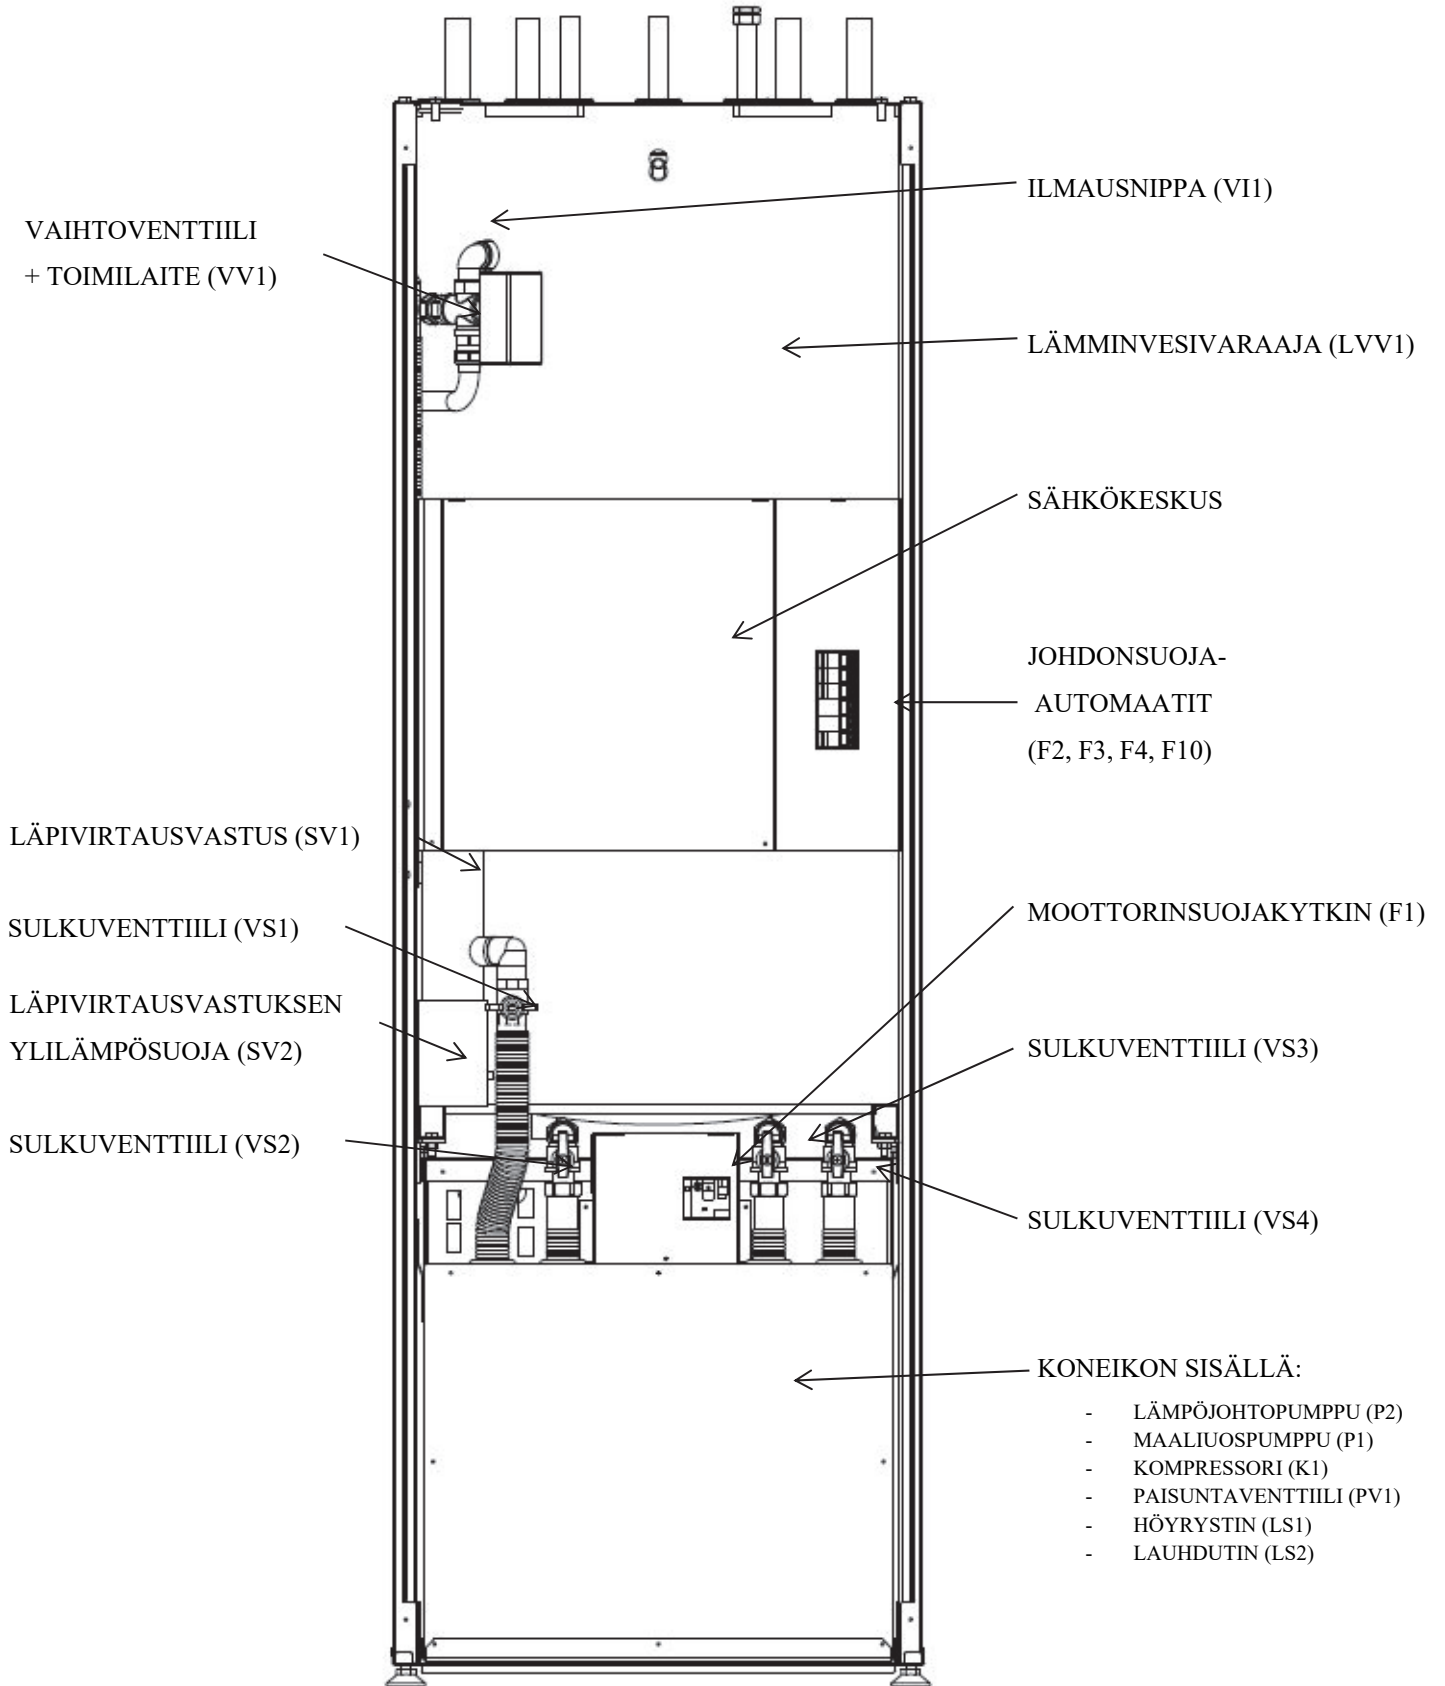 ILMAUSNIPPA (VI1)
VAIHTOVENTTIILI
+ TOIMILAITE (VV1)
LÄMMINVESIVARAAJA (LVV1)
SÄHKÖKESKUS
JOHDONSUOJA-
AUTOMAATIT
(F2, F3, F4, F10)
LÄPIVIRTAUSVASTUS (SV1)
SULKUVENTTIILI (VS1)
MOOTTORINSUOJAKYTKIN (F1)
LÄPIVIRTAUSVASTUKSEN
YLILÄMPÖSUOJA (SV2)
SULKUVENTTIILI (VS3)
SULKUVENTTIILI (VS2)
SULKUVENTTIILI (VS4)
KONEIKON SISÄLLÄ:
- LÄMPÖJOHTOPUMPPU (P2)
- MAALIUOSPUMPPU (P1)
- KOMPRESSORI (K1)
- PAISUNTAVENTTIILI (PV1)
- HÖYRYSTIN (LS1)
- LAUHDUTIN (LS2)